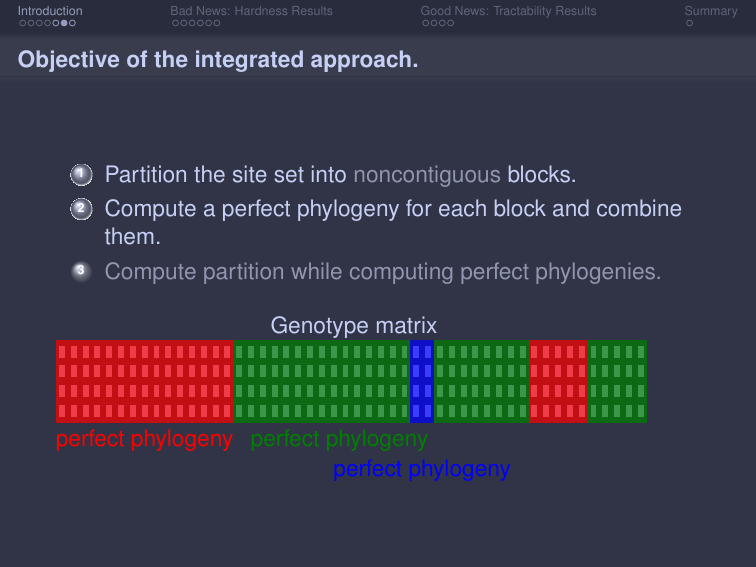 Introduction Bad News: Hardness Results Good News: Tractability Results Summary
Objective of the integrated approach.
1 Partition the site set into noncontiguous blocks.
2 Compute a perfect phylogeny for each block and combine
them.
3 Compute partition while computing perfect phylogenies.
Genotype matrix
perfect phylogeny perfect phylogeny
perfect phylogeny